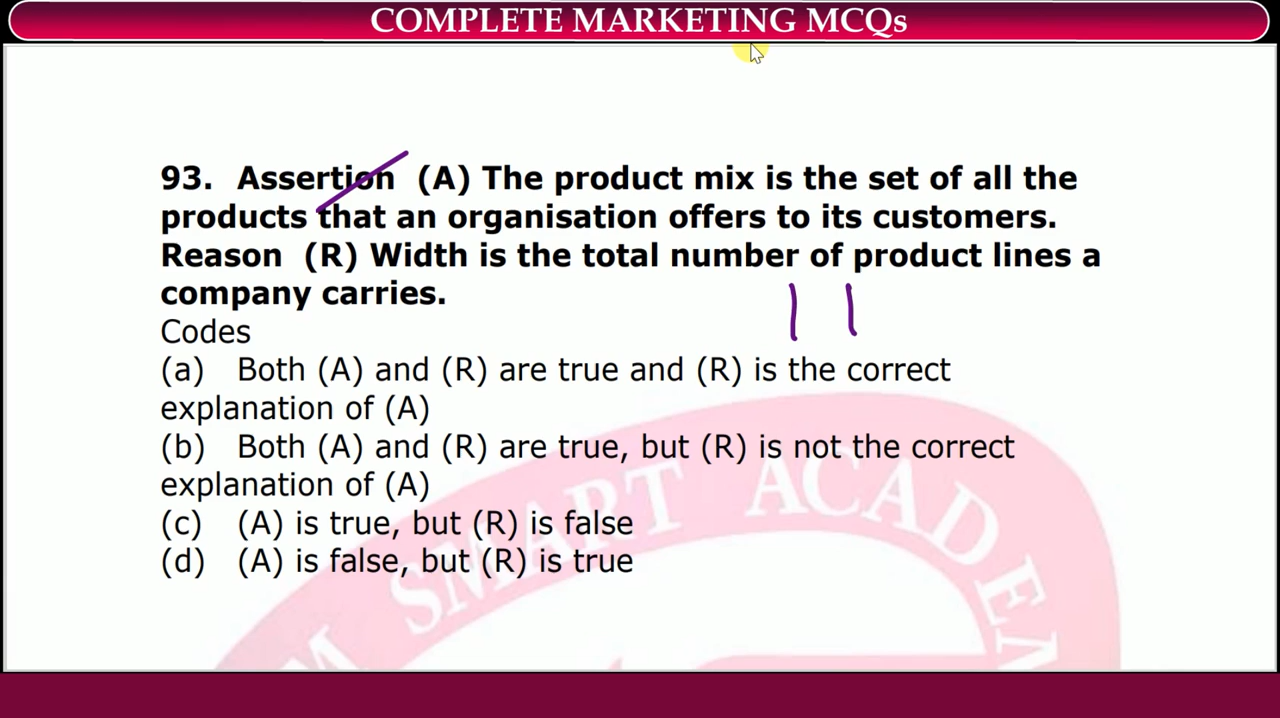 COMPLETE MARKETING MCQs
93. Assertion (A) The product mix is the set of all the
products that an organisation offers to its customers.
Reason (R) Width is the total number of product lines a
company carries.
Codes
(a) Both (A) and (R) are true and (R) is the correct
explanation of (A)
(b) Both (A) and (R) are true, but (R) is not the correct
explanation of (A)
(c) (A) is true, but (R) is false
(d) (A) is false, but (R) is true
SMART ACADEM